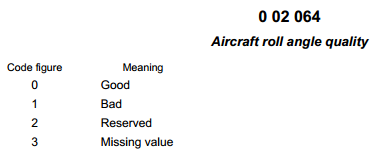 0 02 064
Aircraft roll angle quality
Code figure Meaning
0 Good
1 Bad
2 Reserved
3 Missing value